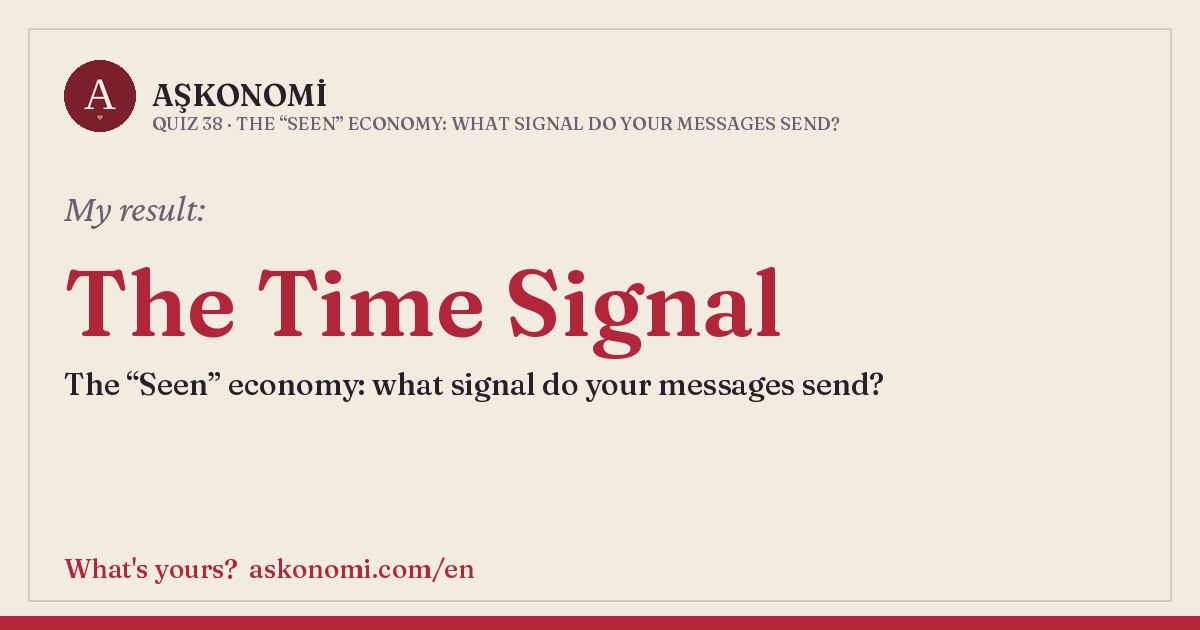 A
AŞKONOMİ
QUIZ 38 · THE “SEEN” ECONOMY: WHAT SIGNAL DO YOUR MESSAGES SEND?
My result:
The Time Signal
The “Seen” economy: what signal do your messages send?
What's yours? askonomi.com/en